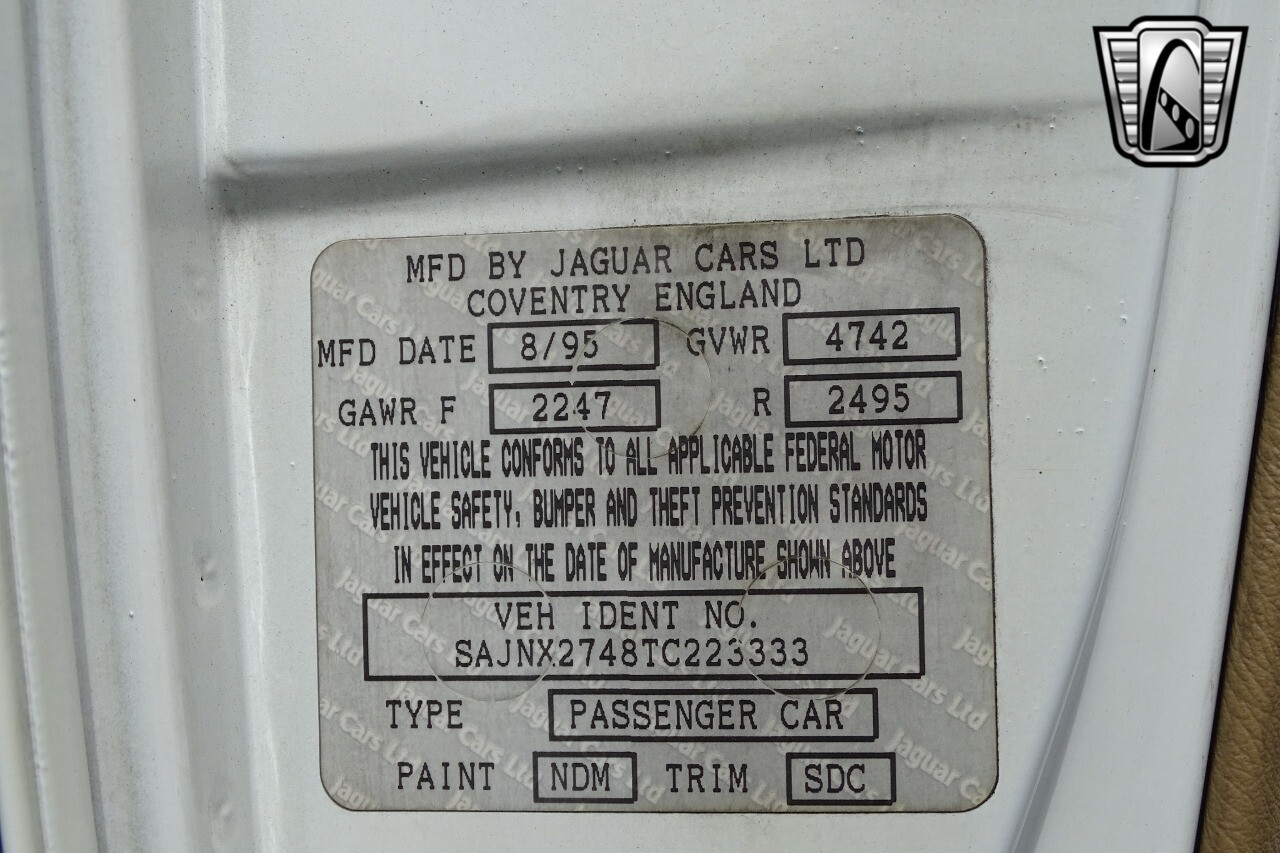 MFD BY JAGUAR CARS LTD
COVENTRY ENGLAND
MFD DATE 8/95 GVWR 4742
GAWR F 2247 R 2495
THIS VEHICLE CONFORMS TO ALL APPLICABLE FEDERAL MOTOR
VEHICLE SAFETY, BUMPER AND THEFT PREVENTION STANDARDS
IN EFFECT ON THE DATE OF MANUFACTURE SHOWN ABOVE
VEH IDENT NO.
SAJNX2748TC223333
TYPE PASSENGER CAR
PAINT NDM TRIM SDC